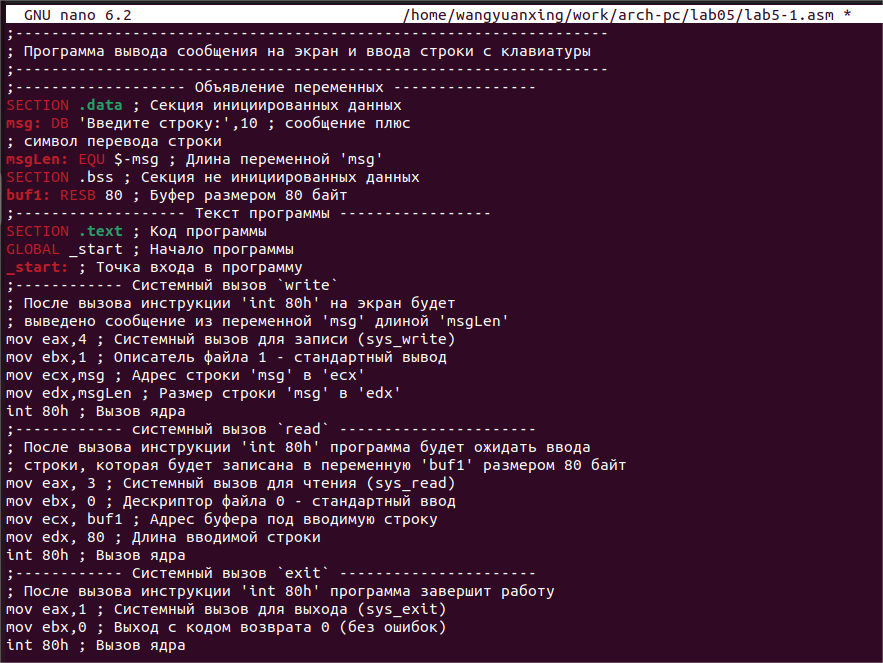 GNU nano 6.2 /home/wangyuanxing/work/arch-pc/lab05/lab5-1.asm *
;------------------------------------------------------------------
; Программа вывода сообщения на экран и ввода строки с клавиатуры
;------------------------------------------------------------------
;------------------- Объявление переменных ----------------
SECTION .data ; Секция инициированных данных
msg: DB 'Введите строку:',10 ; сообщение плюс
; символ перевода строки
msgLen: EQU $-msg ; Длина переменной 'msg'
SECTION .bss ; Секция не инициированных данных
buf1: RESB 80 ; Буфер размером 80 байт
;------------------- Текст программы -----------------
SECTION .text ; Код программы
GLOBAL _start ; Начало программы
_start: ; Точка входа в программу
;------------ Системный вызов `write`
; После вызова инструкции 'int 80h' на экран будет
; выведено сообщение из переменной 'msg' длиной 'msgLen'
mov eax,4 ; Системный вызов для записи (sys_write)
mov ebx,1 ; Описатель файла 1 - стандартный вывод
mov ecx,msg ; Адрес строки 'msg' в 'ecx'
mov edx,msgLen ; Размер строки 'msg' в 'edx'
int 80h ; Вызов ядра
;------------ системный вызов `read` ----------------------
; После вызова инструкции 'int 80h' программа будет ожидать ввода
; строки, которая будет записана в переменную 'buf1' размером 80 байт
mov eax, 3 ; Системный вызов для чтения (sys_read)
mov ebx, 0 ; Дескриптор файла 0 - стандартный ввод
mov ecx, buf1 ; Адрес буфера под вводимую строку
mov edx, 80 ; Длина вводимой строки
int 80h ; Вызов ядра
;------------ Системный вызов `exit` ----------------------
; После вызова инструкции 'int 80h' программа завершит работу
mov eax,1 ; Системный вызов для выхода (sys_exit)
mov ebx,0 ; Выход с кодом возврата 0 (без ошибок)
int 80h ; Вызов ядра